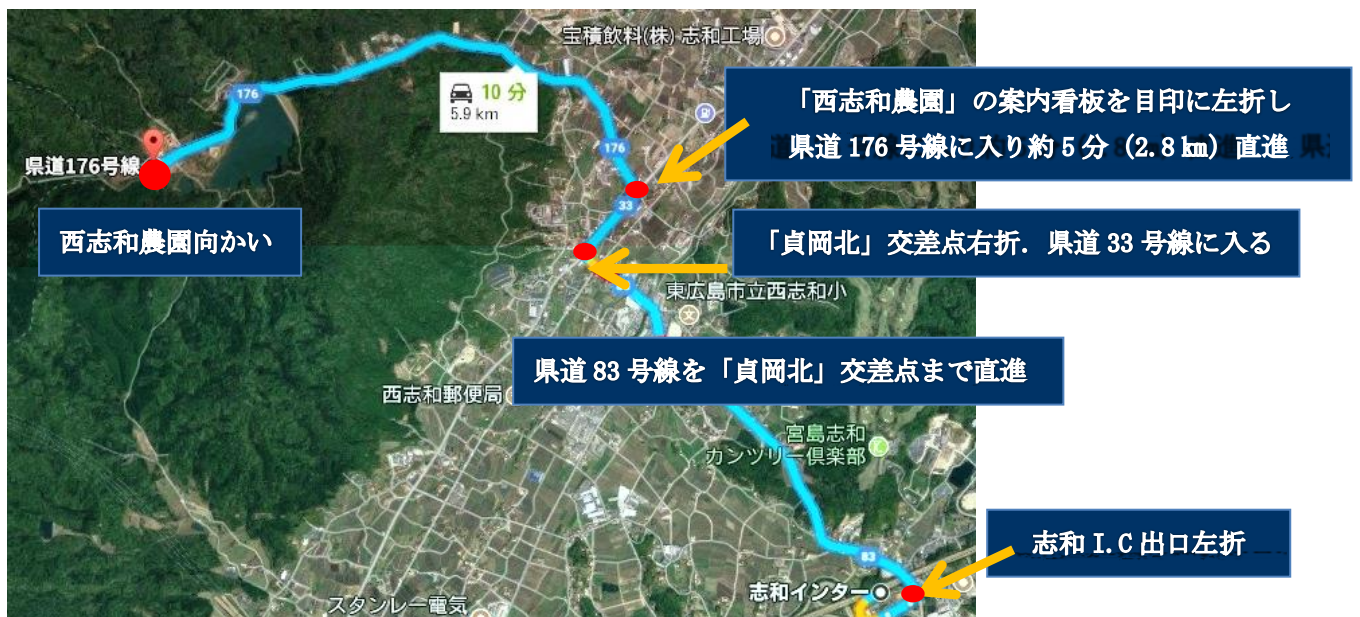 宝積飲料(株) 志和工場
176
10 分
5.9 km
「西志和農園」の案内看板を目印に左折し
県道 176 号線に入り約 5 分（2.8 ㎞）直進
176
県道176号線
33
西志和農園向かい
「貞岡北」交差点右折．県道 33 号線に入る
東広島市立西志和小
文
県道 83 号線を「貞岡北」交差点まで直進
西志和郵便局
宮島志和
カンツリー倶楽部
志和 I.C 出口左折
83
志和インター
スタンレー電気